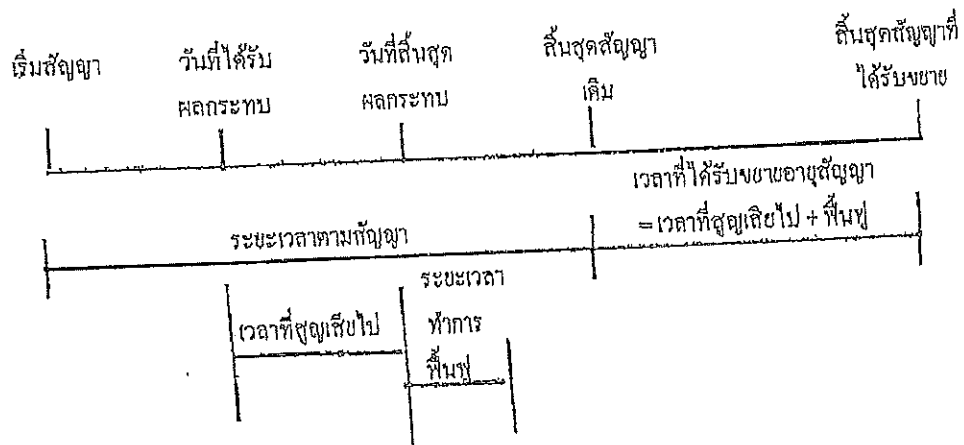 เริ่มสัญญา
วันที่ได้รับ
ผลกระทบ
วันที่สิ้นสุด
ผลกระทบ
สิ้นสุดสัญญา
เดิม
สิ้นสุดสัญญาที่
ได้รับขยาย
เวลาที่ได้รับขยายอายุสัญญา
=เวลาที่สูญเสียไป + ฟื้นฟู
ระยะเวลาตามสัญญา
เวลาที่สูญเสียไป
ระยะเวลา
ทำการ
ฟื้นฟู